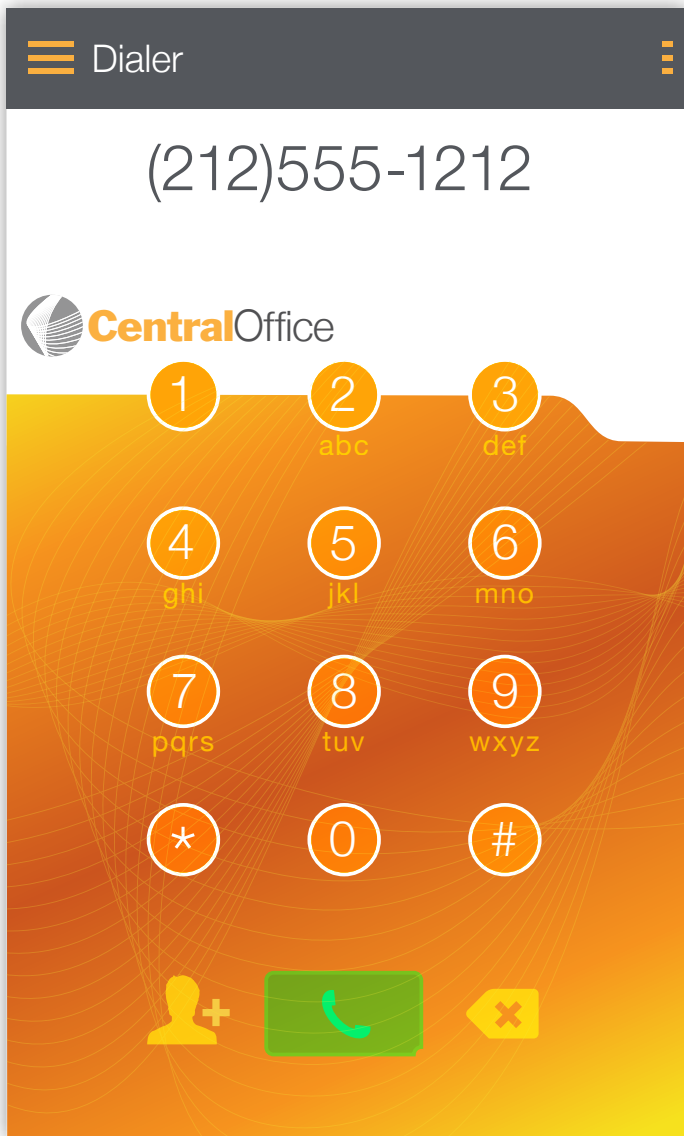 Dialer
(212)555-1212
CentralOffice
1 2 3
abc def
4 5 6
ghi jkl mno
7 8 9
pqrs tuv wxyz
* 0 #